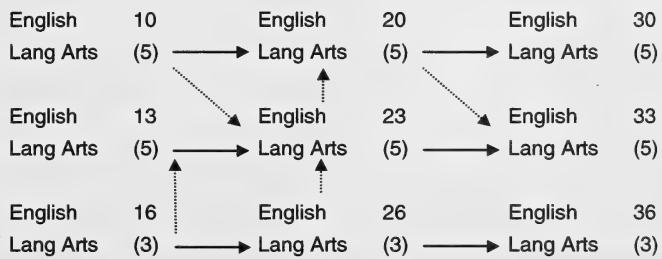 English 10 English 20 English 30
Lang Arts (5) Lang Arts (5) Lang Arts (5)
English 13 English 23 English 33
Lang Arts (5) Lang Arts (5) Lang Arts (5)
English 16 English 26 English 36
Lang Arts (3) Lang Arts (3) Lang Arts (3)